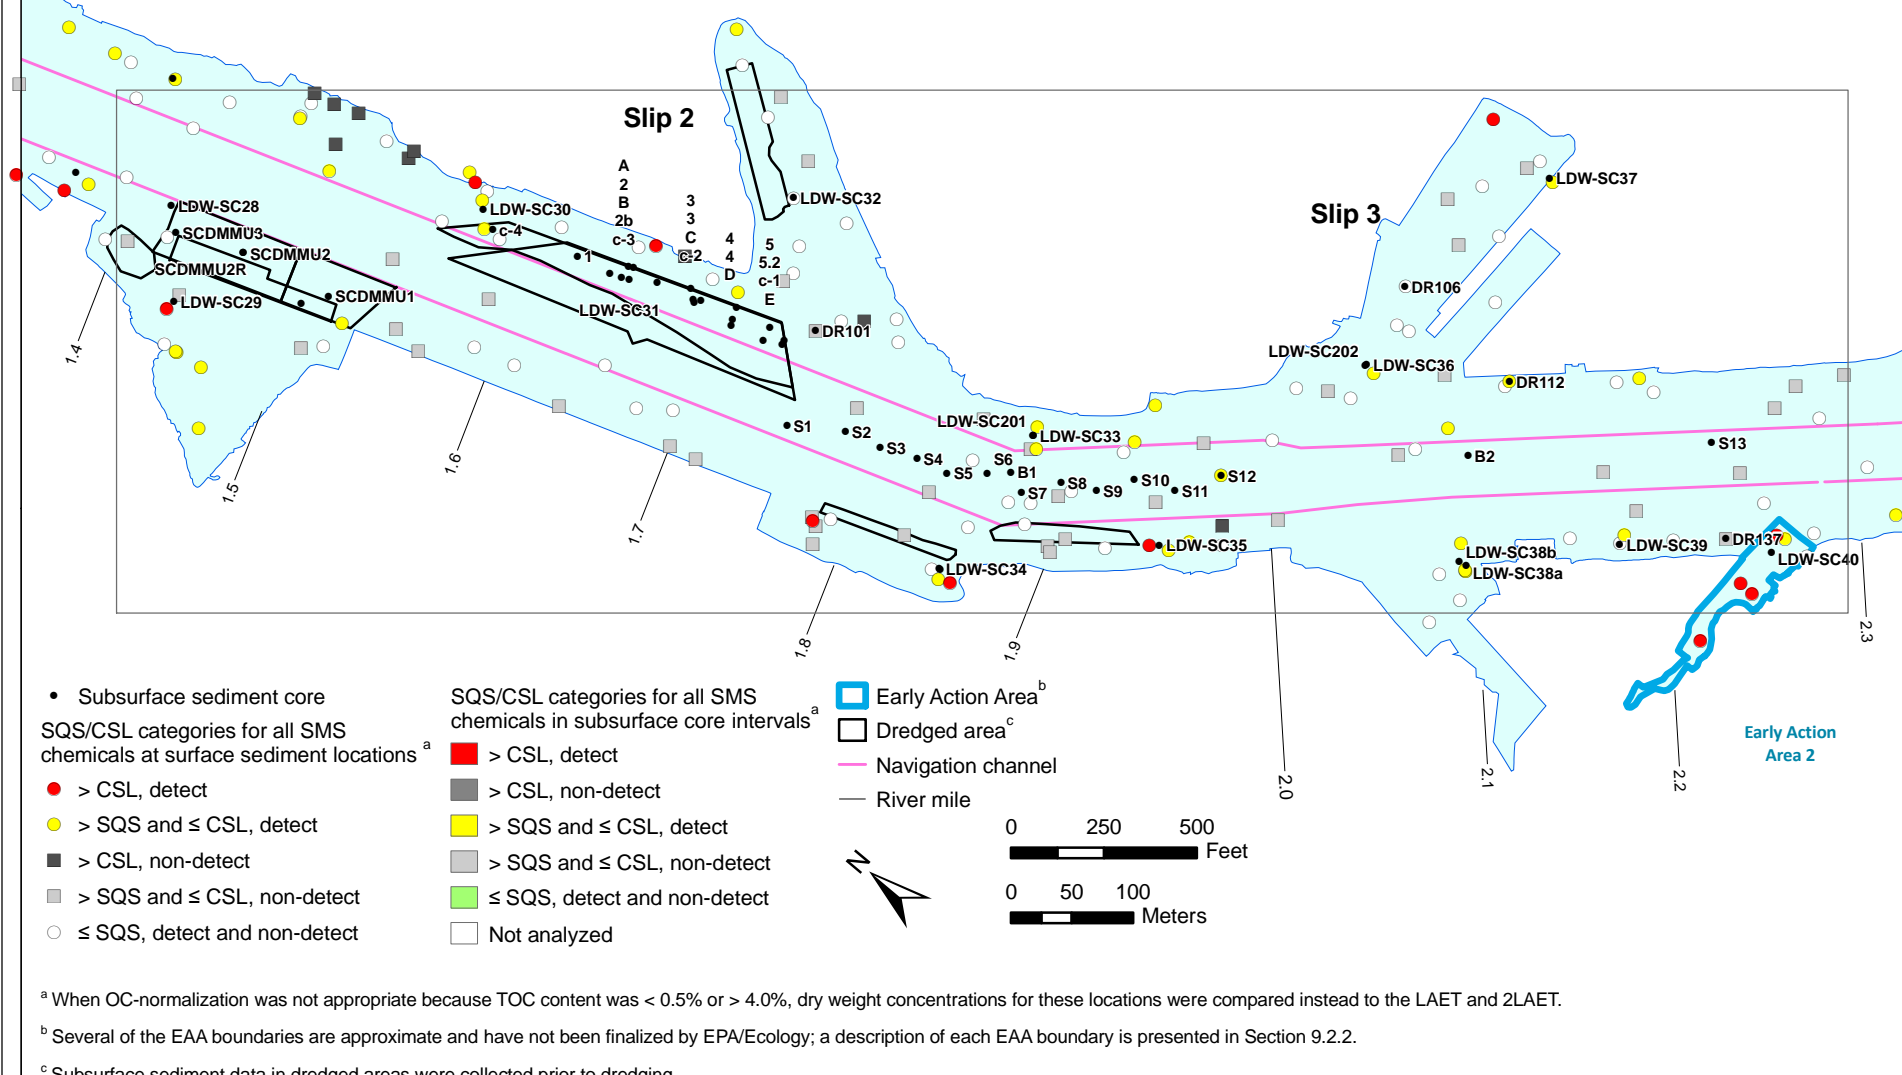 Slip 2
Slip 3
A
2
B
2b
c-3
3
3
C
c-2
4
4
D
5
5.2
c-1
E
LDW-SC28
SCDMMU3
SCDMMU2
SCDMMU2R
SCDMMU1
LDW-SC29
LDW-SC30
c-4
1
LDW-SC31
LDW-SC32
DR101
LDW-SC37
DR106
LDW-SC202
LDW-SC36
DR112
LDW-SC201
LDW-SC33
S1
S2
S3
S4
S5
S6
B1
S7
S8
S9
S10
S11
S12
B2
S13
LDW-SC34
LDW-SC35
LDW-SC38b
LDW-SC38a
LDW-SC39
DR137
LDW-SC40
1.4
1.5
1.6
1.7
1.8
1.9
2.0
2.1
2.2
2.3
Early Action
Area 2
Subsurface sediment core
SQS/CSL categories for all SMS
chemicals at surface sediment locations a
> CSL, detect
> SQS and ≤ CSL, detect
> CSL, non-detect
> SQS and ≤ CSL, non-detect
≤ SQS, detect and non-detect
SQS/CSL categories for all SMS
chemicals in subsurface core intervals a
> CSL, detect
> CSL, non-detect
> SQS and ≤ CSL, detect
> SQS and ≤ CSL, non-detect
≤ SQS, detect and non-detect
Not analyzed
Early Action Area b
Dredged area c
Navigation channel
River mile
0 250 500
Feet
0 50 100
Meters
N
a When OC-normalization was not appropriate because TOC content was < 0.5% or > 4.0%, dry weight concentrations for these locations were compared instead to the LAET and 2LAET.
b Several of the EAA boundaries are approximate and have not been finalized by EPA/Ecology; a description of each EAA boundary is presented in Section 9.2.2.
c Subsurface sediment data in dredged areas were collected prior to dredging.